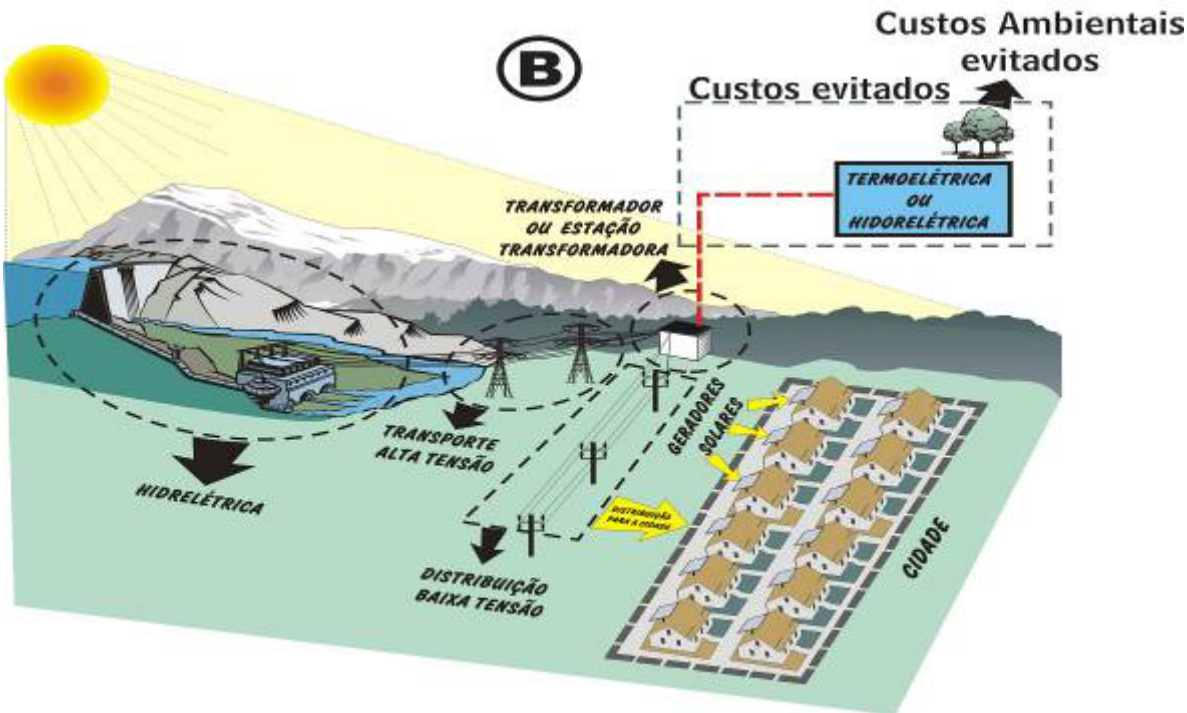 B
Custos Ambientais
evitados
Custos evitados
TERMOELÉTRICA
OU
HIDORELÉTRICA
TRANSFORMADOR
OU ESTAÇÃO
TRANSFORMADORA
GERADORES
SOLARES
TRANSPORTE
ALTA TENSÃO
HIDRELÉTRICA
DISTRIBUIÇÃO
PARA A CIDADE
CIDADE
DISTRIBUIÇÃO
BAIXA TENSÃO